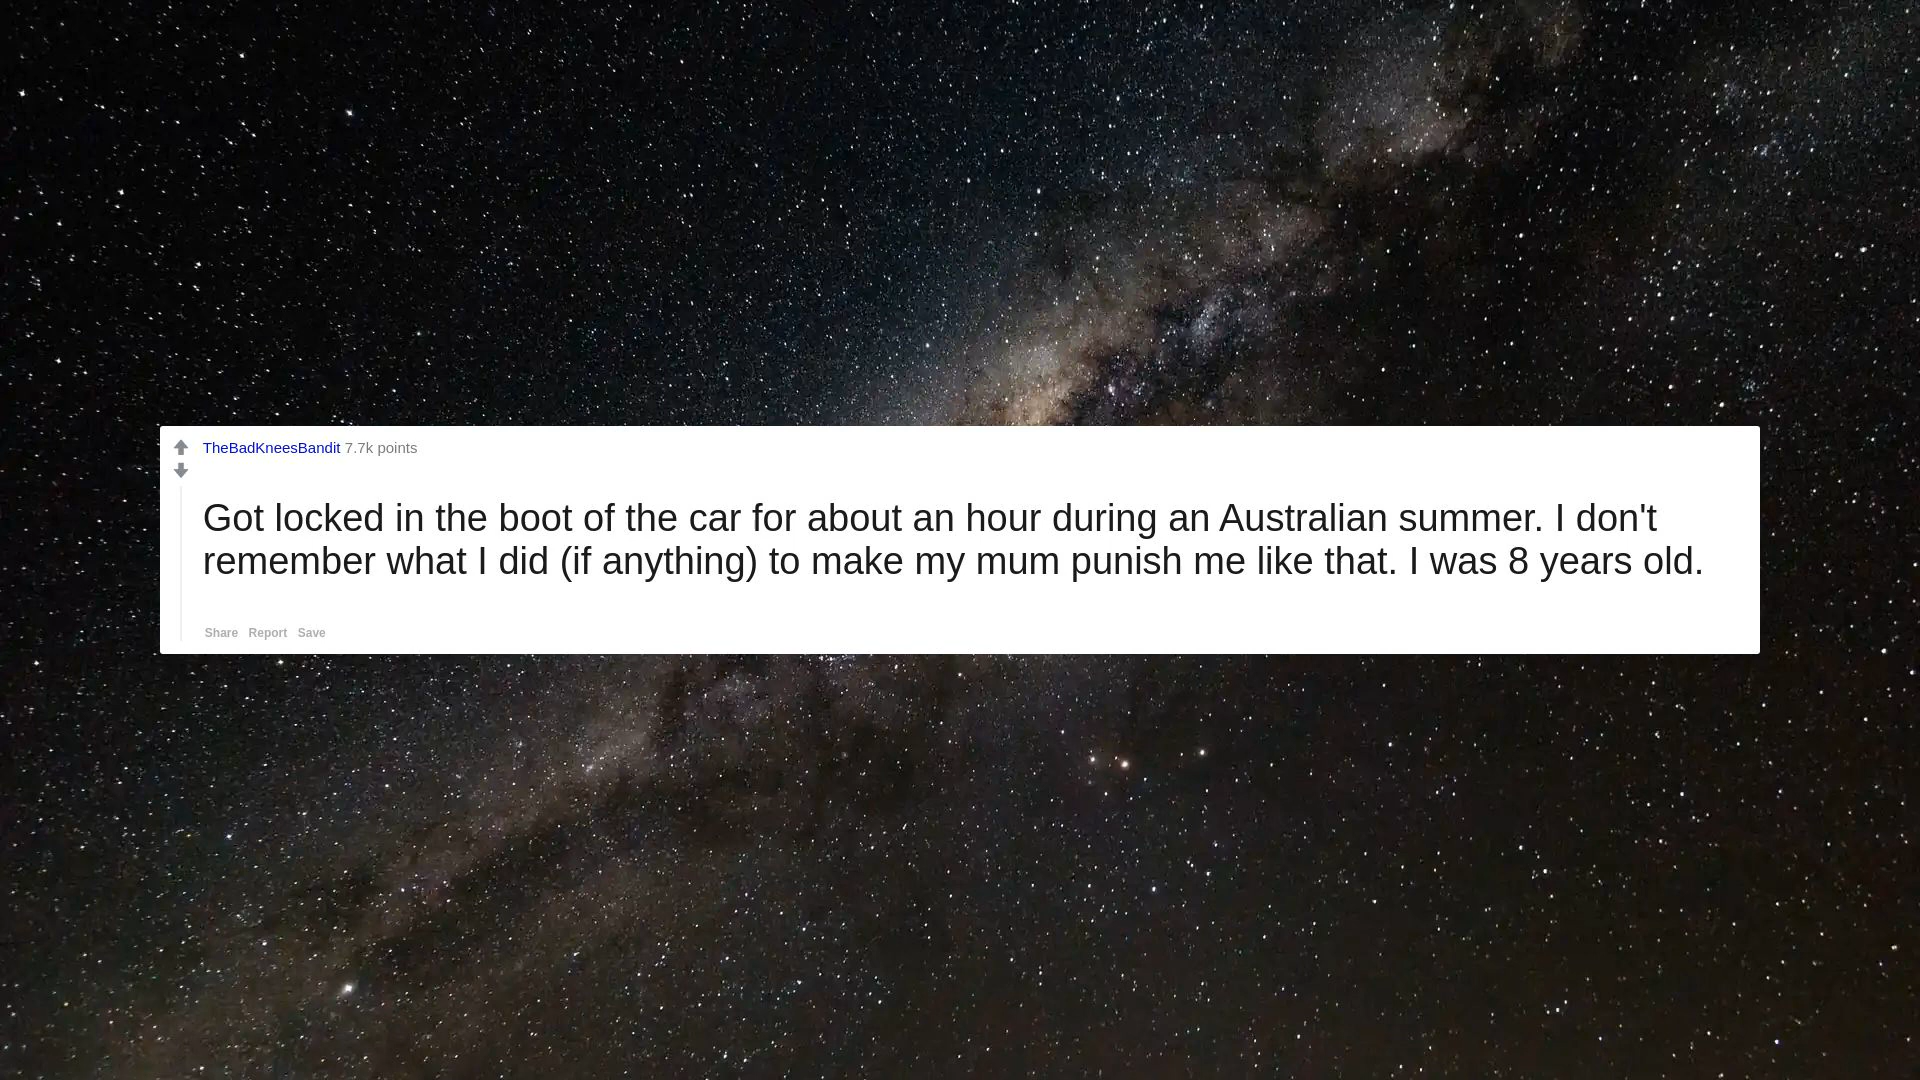 TheBadKneesBandit 7.7k points
Got locked in the boot of the car for about an hour during an Australian summer. I don't
remember what I did (if anything) to make my mum punish me like that. I was 8 years old.
Share Report Save